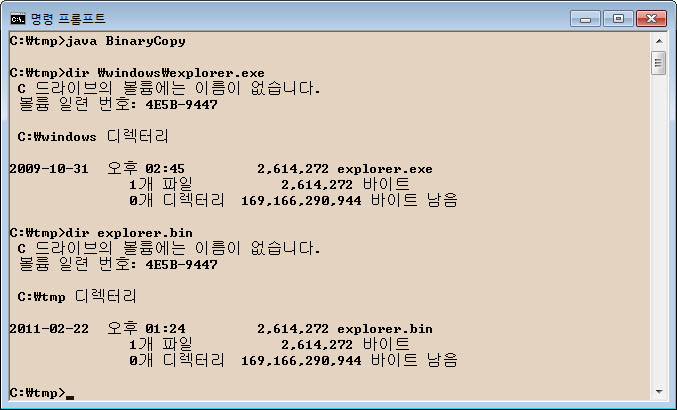 명령 프롬프트
C:₩tmp>java BinaryCopy
C:₩tmp>dir ₩windows₩explorer.exe
C 드라이브의 볼륨에는 이름이 없습니다.
볼륨 일련 번호: 4E5B-9447
C:₩windows 디렉터리
2009-10-31 오후 02:45 2,614,272 explorer.exe
1개 파일 2,614,272 바이트
0개 디렉터리 169,166,290,944 바이트 남음
C:₩tmp>dir explorer.bin
C 드라이브의 볼륨에는 이름이 없습니다.
볼륨 일련 번호: 4E5B-9447
C:₩tmp 디렉터리
2011-02-22 오후 01:24 2,614,272 explorer.bin
1개 파일 2,614,272 바이트
0개 디렉터리 169,166,290,944 바이트 남음
C:₩tmp>